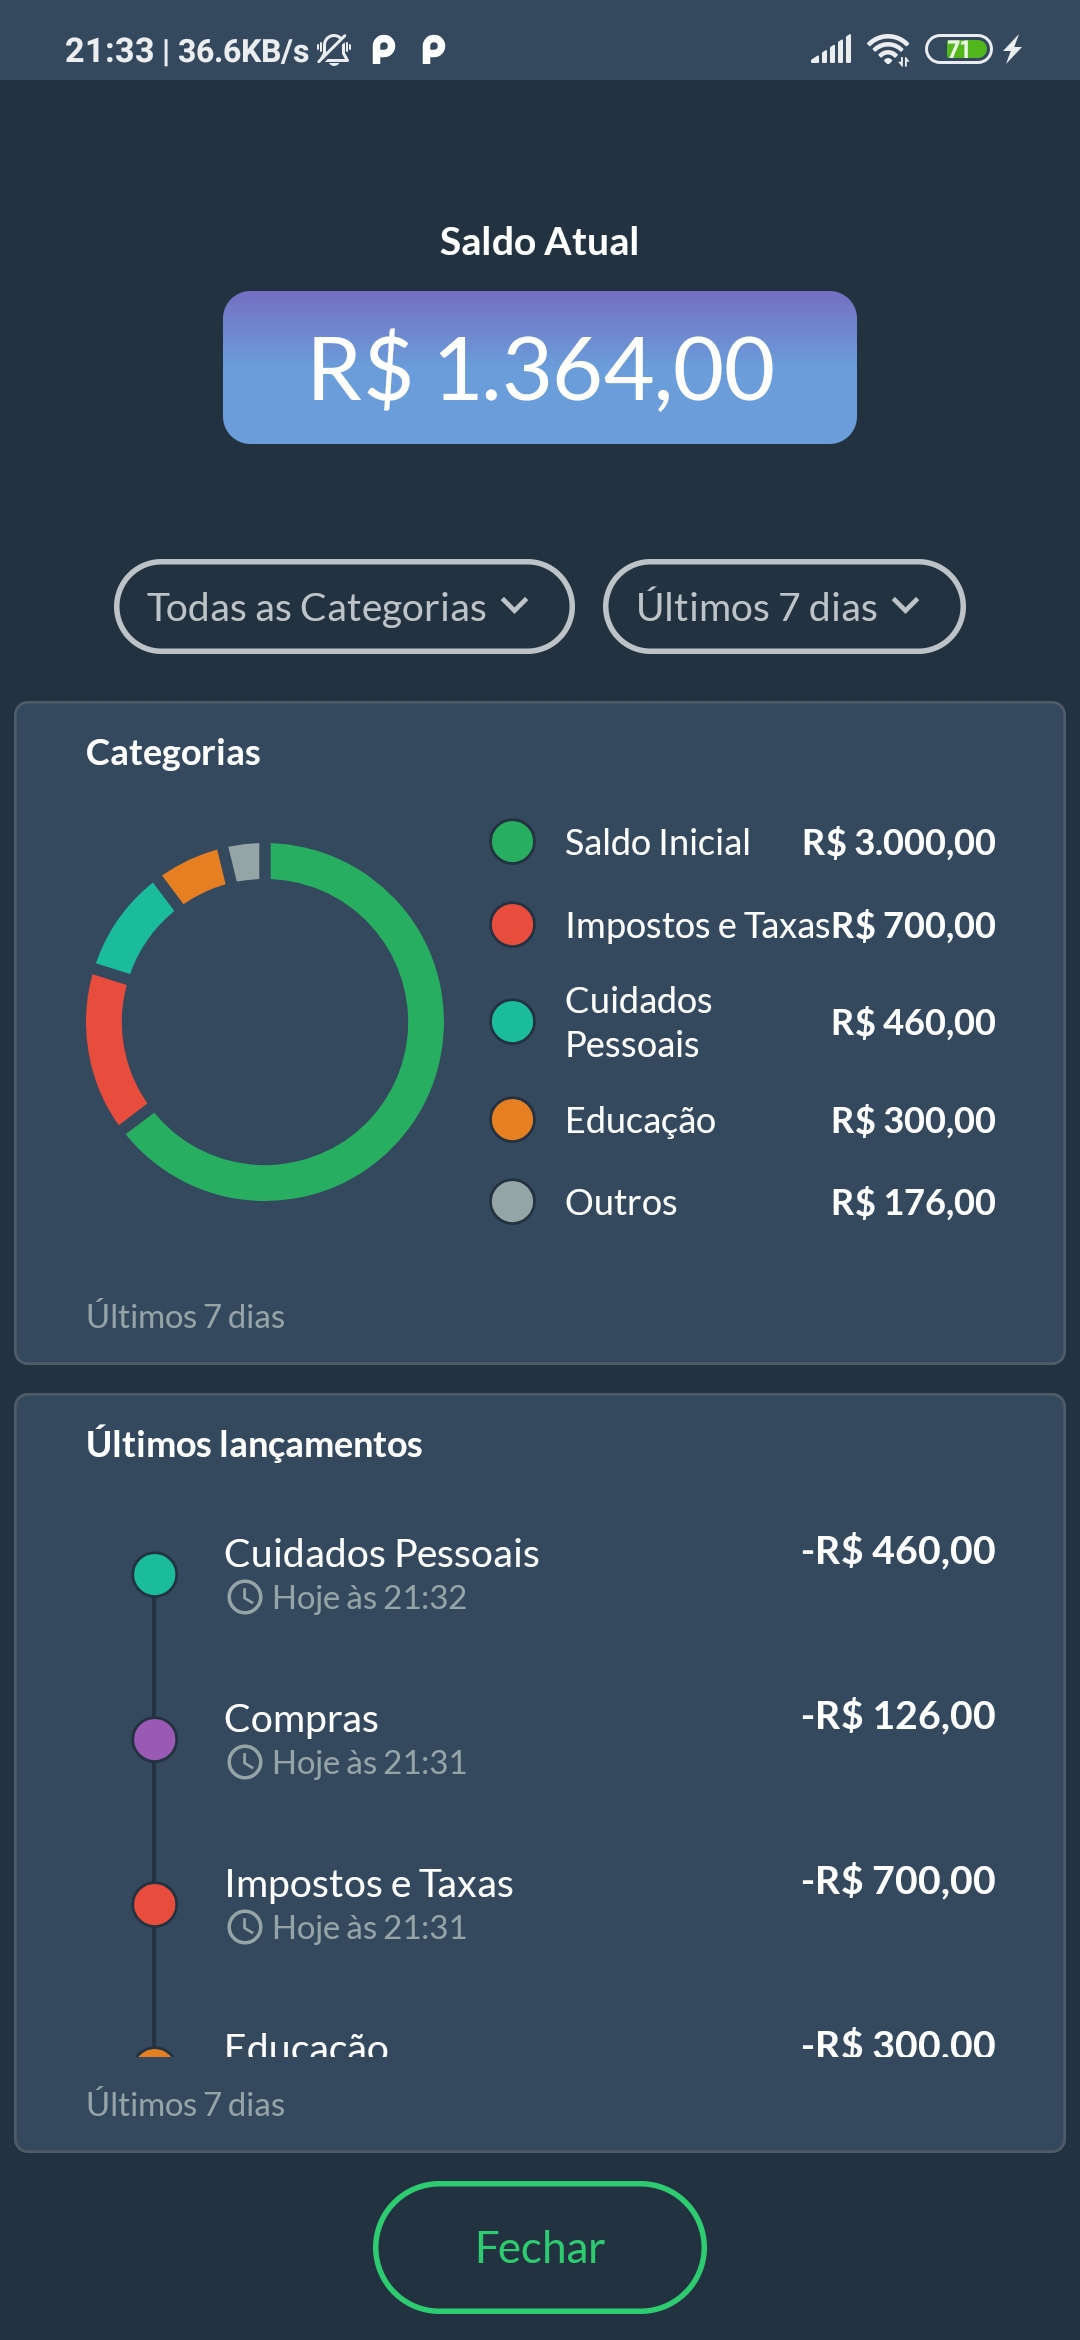 21:33 | 36.6KB/s
71
Saldo Atual
R$ 1.364,00
Todas as Categorias
Últimos 7 dias
Categorias
Saldo Inicial R$ 3.000,00
Impostos e Taxas R$ 700,00
Cuidados
Pessoais R$ 460,00
Educação R$ 300,00
Outros R$ 176,00
Últimos 7 dias
Últimos lançamentos
Cuidados Pessoais -R$ 460,00
Hoje às 21:32
Compras -R$ 126,00
Hoje às 21:31
Impostos e Taxas -R$ 700,00
Hoje às 21:31
Educação -R$ 300,00
Últimos 7 dias
Fechar